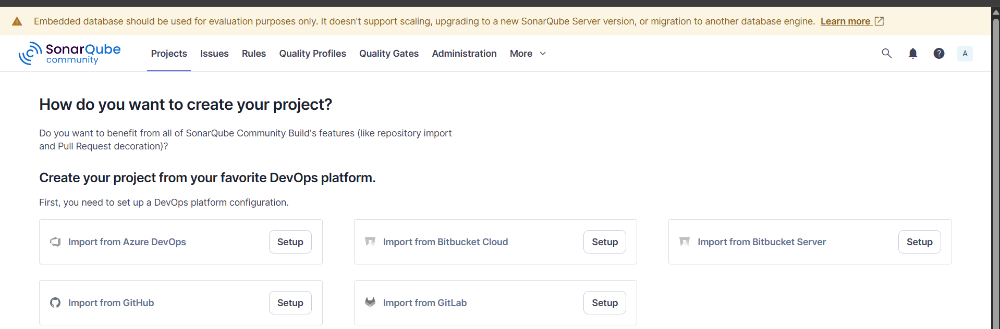 Embedded database should be used for evaluation purposes only. It doesn't support scaling, upgrading to a new SonarQube Server version, or migration to another database engine. Learn more
SonarQube
community
Projects Issues Rules Quality Profiles Quality Gates Administration More
?
A
How do you want to create your project?
Do you want to benefit from all of SonarQube Community Build's features (like repository import
and Pull Request decoration)?
Create your project from your favorite DevOps platform.
First, you need to set up a DevOps platform configuration.
Import from Azure DevOps Setup
Import from Bitbucket Cloud Setup
Import from Bitbucket Server Setup
Import from GitHub Setup
Import from GitLab Setup